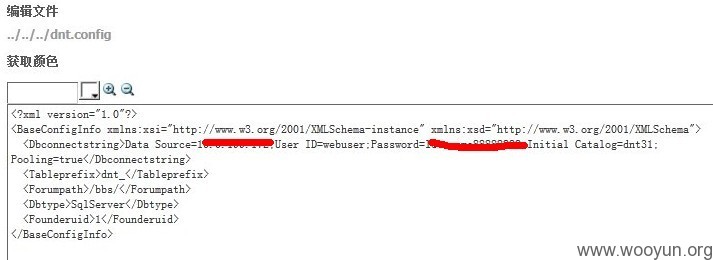 编辑文件
../../../dnt.config
获取颜色
<?xml version="1.0"?>
<BaseConfigInfo xmlns:xsi="http://www.w3.org/2001/XMLSchema-instance" xmlns:xsd="http://www.w3.org/2001/XMLSchema">
<Dbconnectstring>Data Source= User ID=webuser;Password= Initial Catalog=dnt31;
Pooling=true</Dbconnectstring>
<Tableprefix>dnt_</Tableprefix>
<Forumpath>/bbs/</Forumpath>
<Dbtype>SqlServer</Dbtype>
<Founderuid>1</Founderuid>
</BaseConfigInfo>
www.wooyun.org